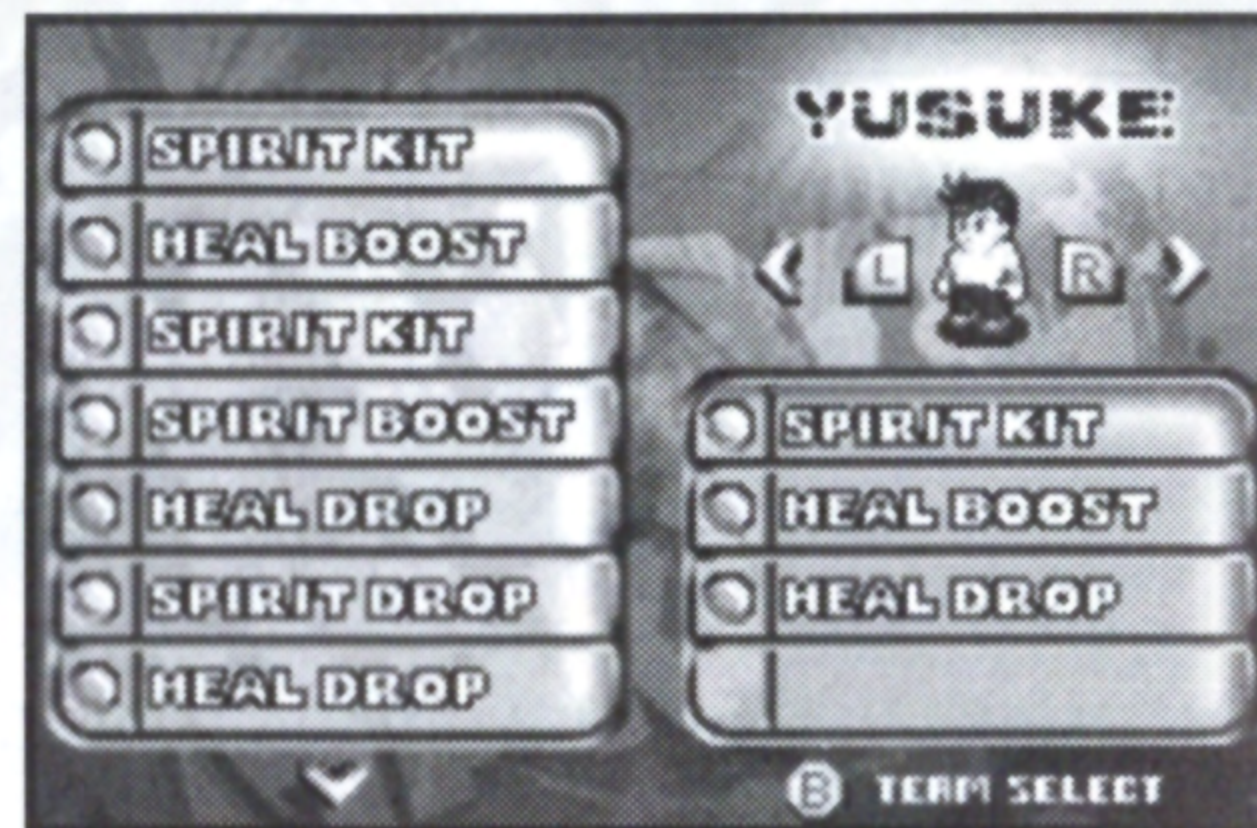 SPIRIT KIT
HEAL BOOST
SPIRIT KIT
SPIRIT BOOST
HEAL DROP
SPIRIT DROP
HEAL DROP
YUSUKE
L R
SPIRIT KIT
HEAL BOOST
HEAL DROP
B TEAM SELECT